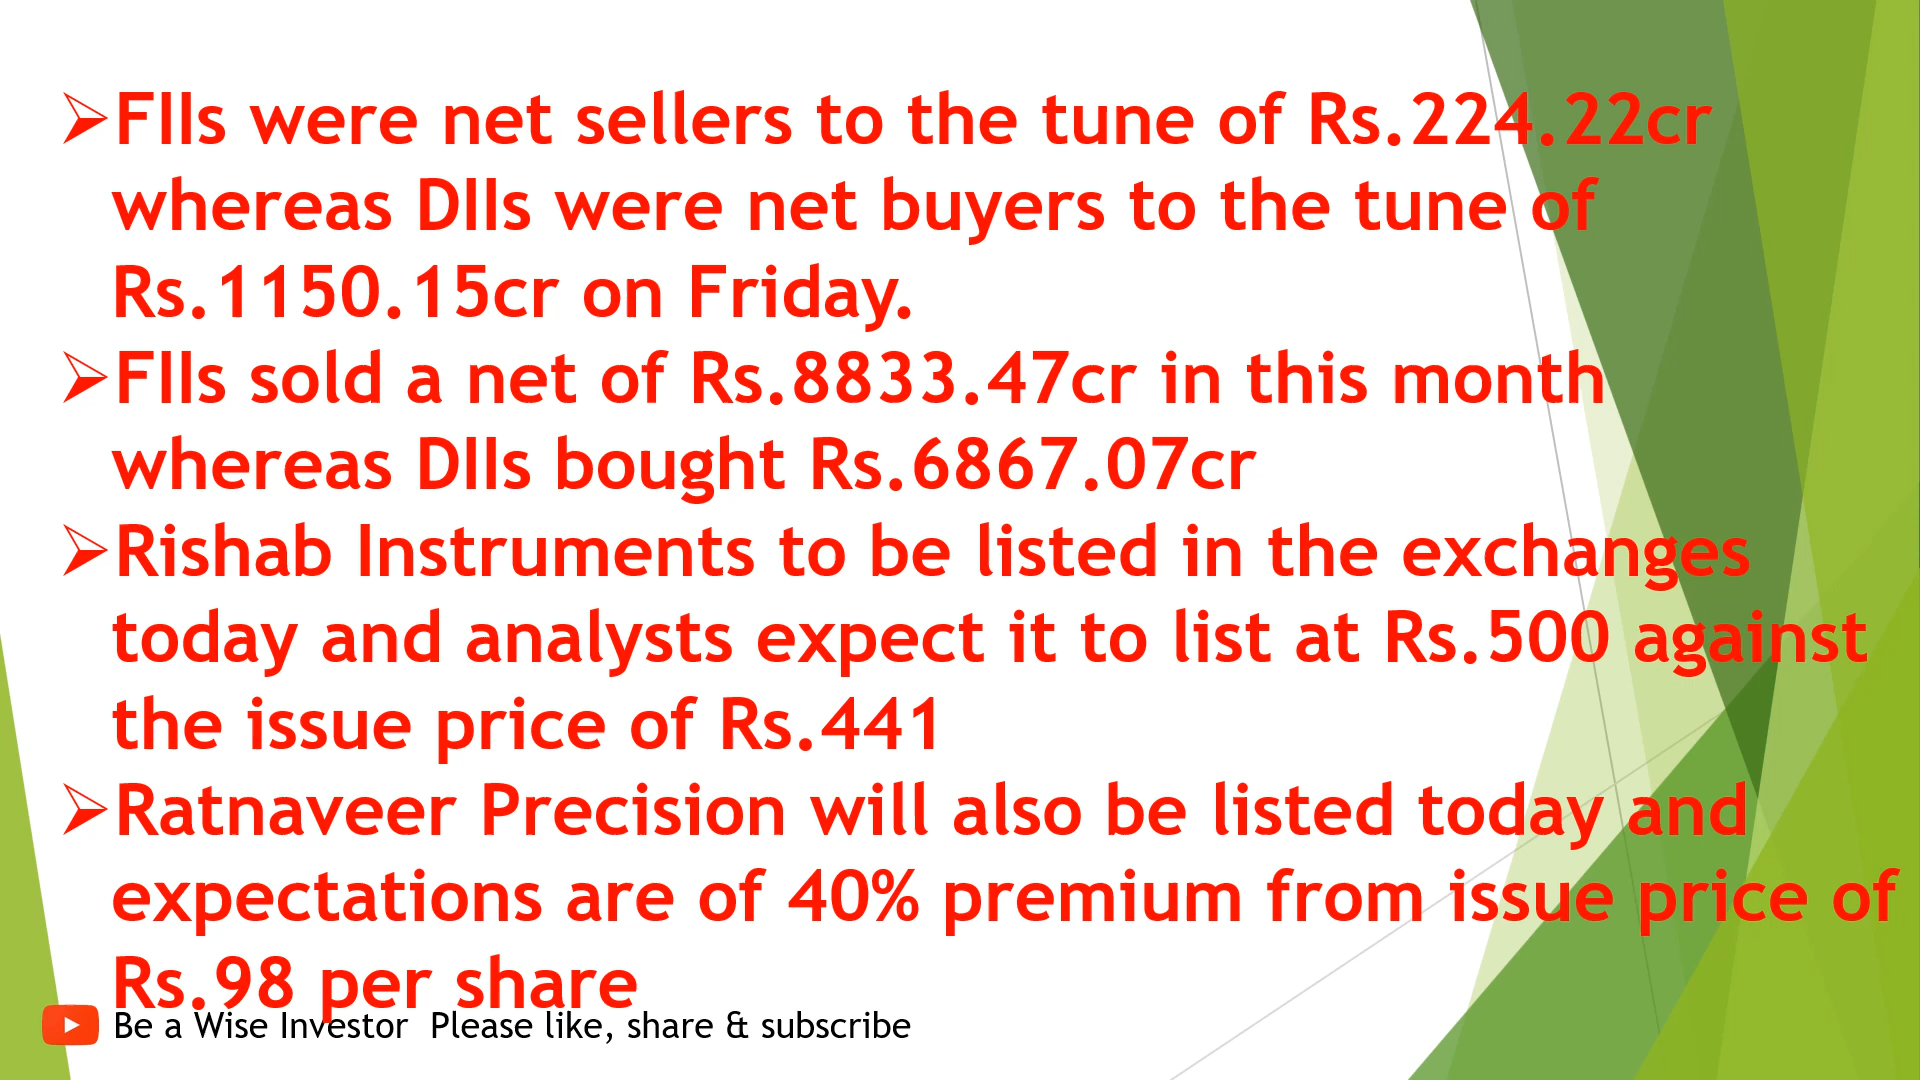 ➢FIIs were net sellers to the tune of Rs.224.22cr
whereas DIIs were net buyers to the tune of
Rs.1150.15cr on Friday.
➢FIIs sold a net of Rs.8833.47cr in this month
whereas DIIs bought Rs.6867.07cr
➢Rishab Instruments to be listed in the exchanges
today and analysts expect it to list at Rs.500 against
the issue price of Rs.441
➢Ratnaveer Precision will also be listed today and
expectations are of 40% premium from issue price of
Rs.98 per share
Be a Wise Investor  Please like, share & subscribe